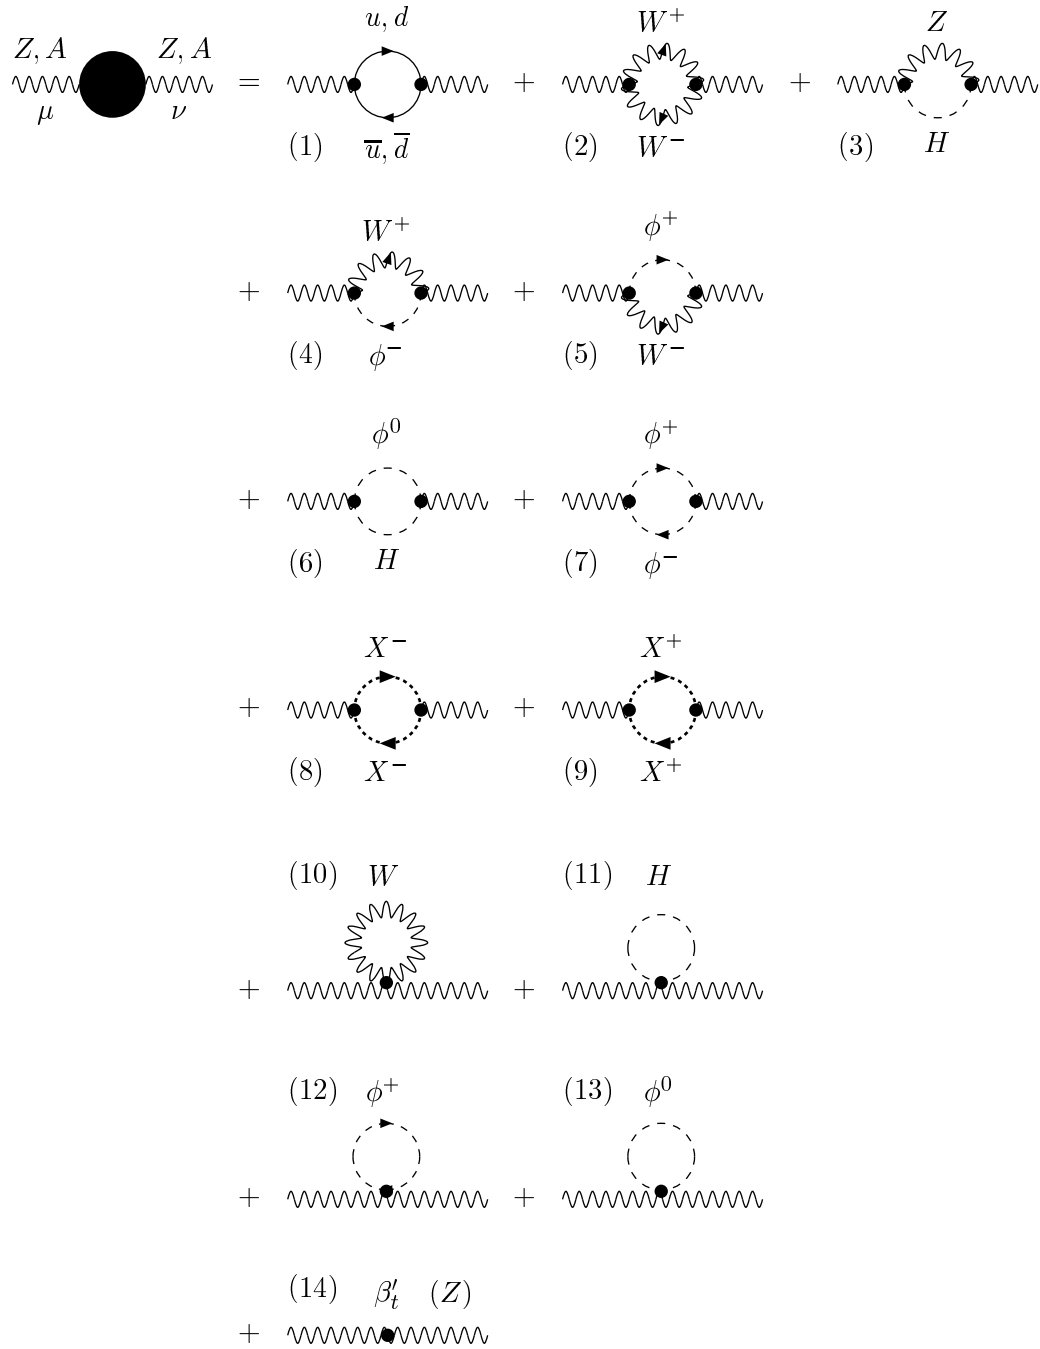 Z, A Z, A = u, d + W⁺ + Z
μ ν
(1) u̅, d̅ (2) W⁻ (3) H
W⁺ ϕ⁺
+ +
(4) ϕ⁻ (5) W⁻
ϕ⁰ ϕ⁺
+ +
(6) H (7) ϕ⁻
X⁻ X⁺
+ +
(8) X⁻ (9) X⁺
(10) W (11) H
+ +
(12) ϕ⁺ (13) ϕ⁰
+ +
(14) β′ₜ (Z)
+